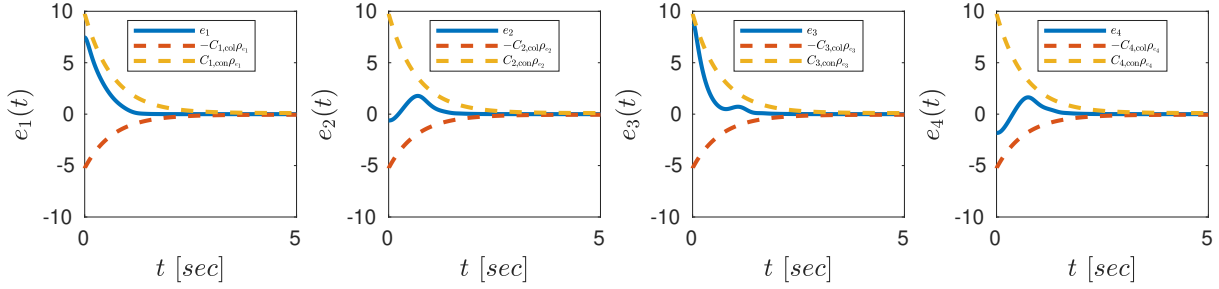 e₁(t)
10
5
0
-5
-10
0
5
t [sec]
e₁
−C₁,colρₑ₁
C₁,conρₑ₁
e₂(t)
10
5
0
-5
-10
0
5
t [sec]
e₂
−C₂,colρₑ₂
C₂,conρₑ₂
e₃(t)
10
5
0
-5
-10
0
5
t [sec]
e₃
−C₃,colρₑ₃
C₃,conρₑ₃
e₄(t)
10
5
0
-5
-10
0
5
t [sec]
e₄
−C₄,colρₑ₄
C₄,conρₑ₄